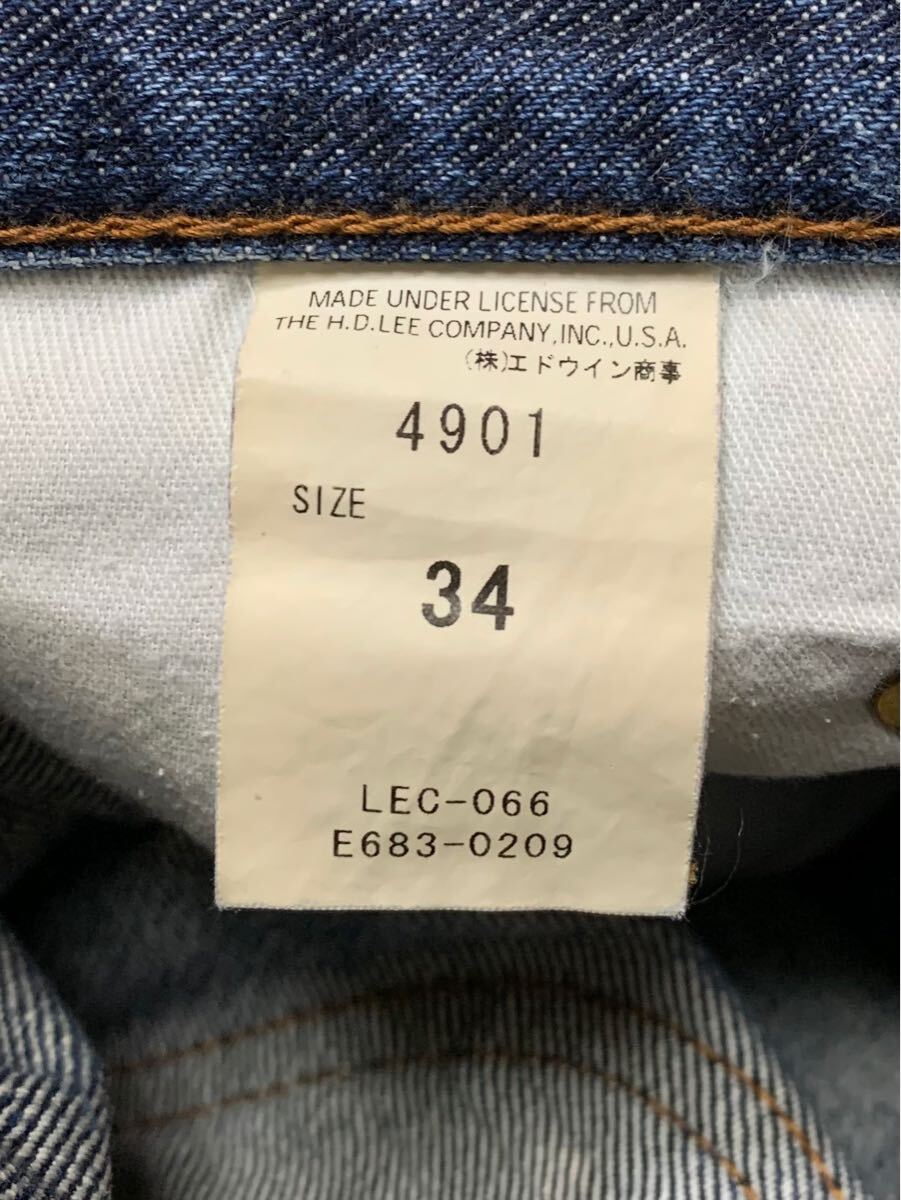 MADE UNDER LICENSE FROM
THE H.D.LEE COMPANY,INC.,U.S.A.
(株)エドウイン商事
4901
SIZE
34
LEC-066
E683-0209